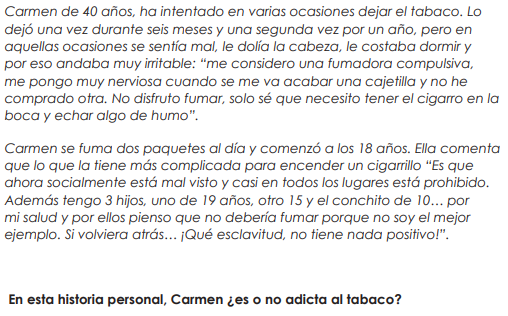 Carmen de 40 años, ha intentado en varias ocasiones dejar el tabaco. Lo
dejó una vez durante seis meses y una segunda vez por un año, pero en
aquellas ocasiones se sentía mal, le dolía la cabeza, le costaba dormir y
por eso andaba muy irritable: “me considero una fumadora compulsiva,
me pongo muy nerviosa cuando se me va acabar una cajetilla y no he
comprado otra. No disfruto fumar, solo sé que necesito tener el cigarro en la
boca y echar algo de humo”.
Carmen se fuma dos paquetes al día y comenzó a los 18 años. Ella comenta
que lo que la tiene más complicada para encender un cigarrillo “Es que
ahora socialmente está mal visto y casi en todos los lugares está prohibido.
Además tengo 3 hijos, uno de 19 años, otro 15 y el conchito de 10… por
mi salud y por ellos pienso que no debería fumar porque no soy el mejor
ejemplo. Si volviera atrás… ¡Qué esclavitud, no tiene nada positivo!”.
En esta historia personal, Carmen ¿es o no adicta al tabaco?